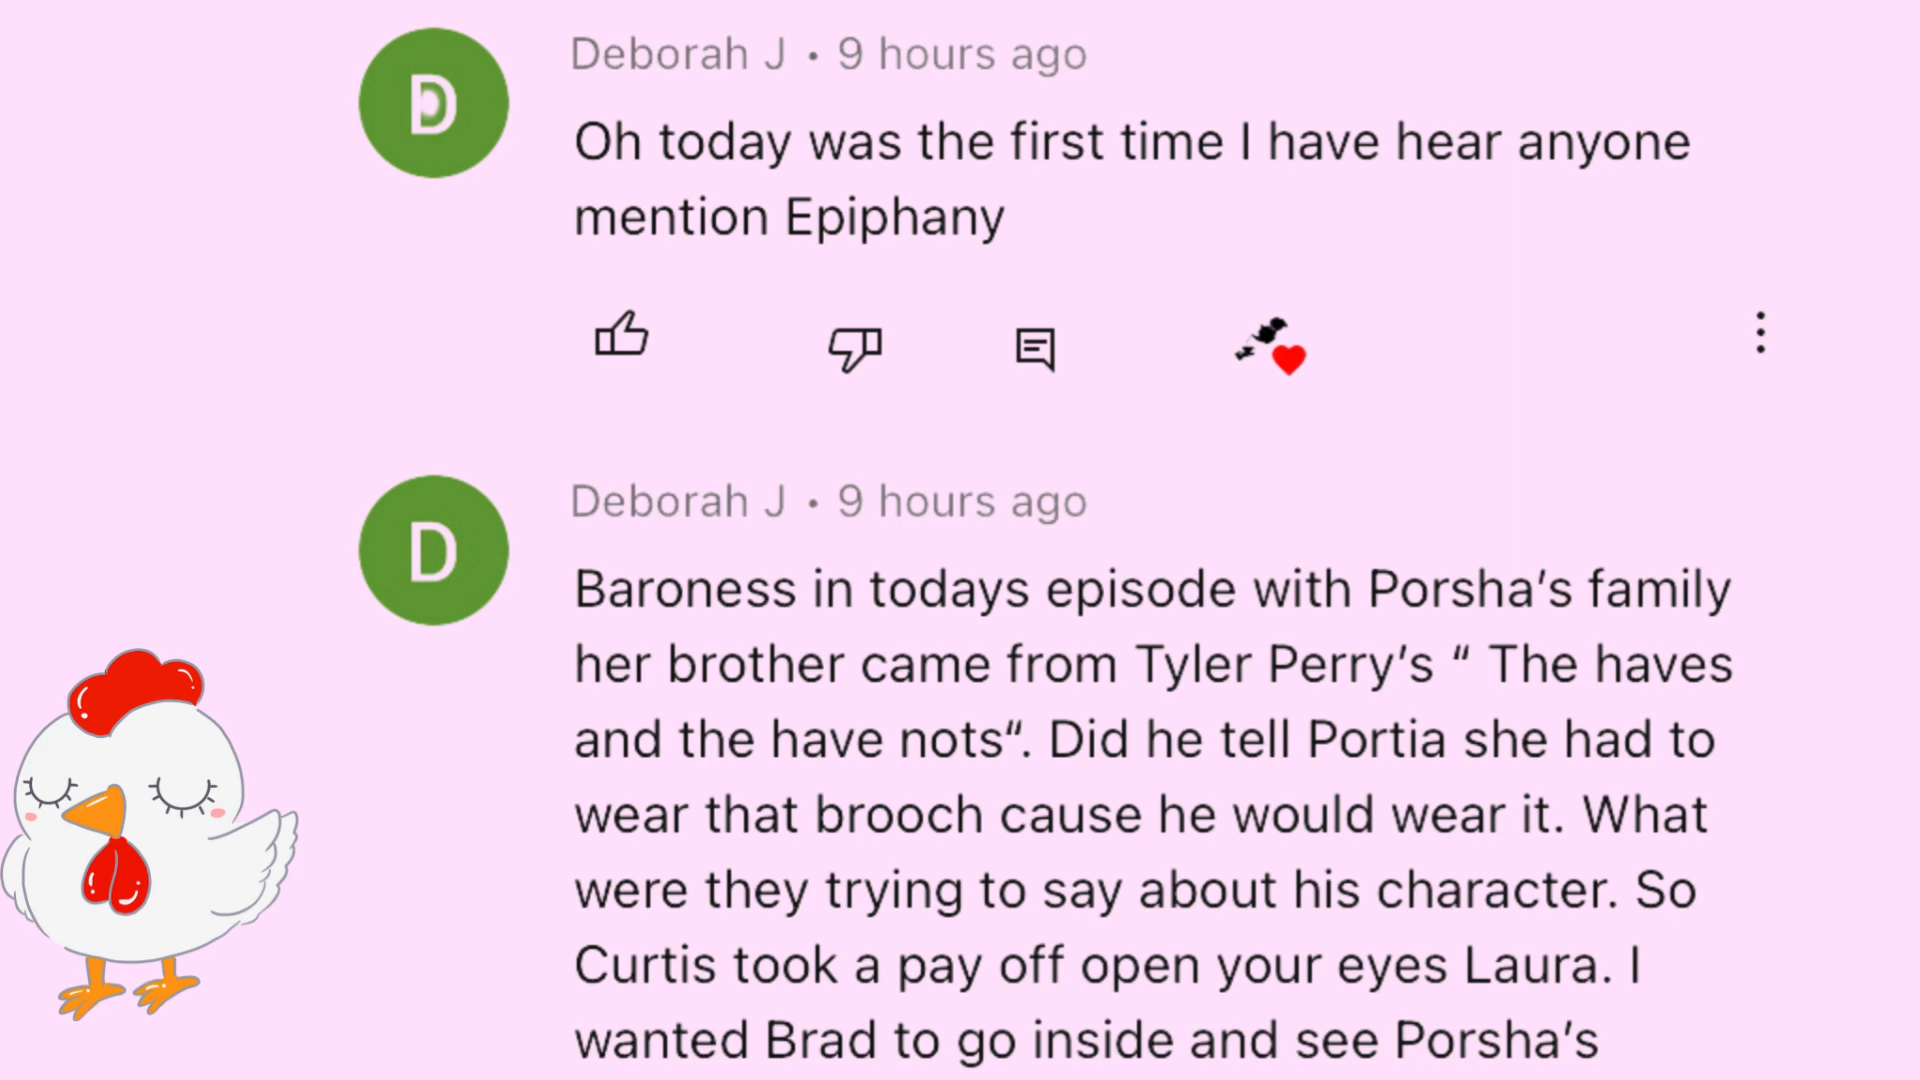 D
Deborah J • 9 hours ago
Oh today was the first time I have hear anyone
mention Epiphany
D
Deborah J • 9 hours ago
Baroness in todays episode with Porsha’s family
her brother came from Tyler Perry’s “ The haves
and the have nots“. Did he tell Portia she had to
wear that brooch cause he would wear it. What
were they trying to say about his character. So
Curtis took a pay off open your eyes Laura. I
wanted Brad to go inside and see Porsha’s